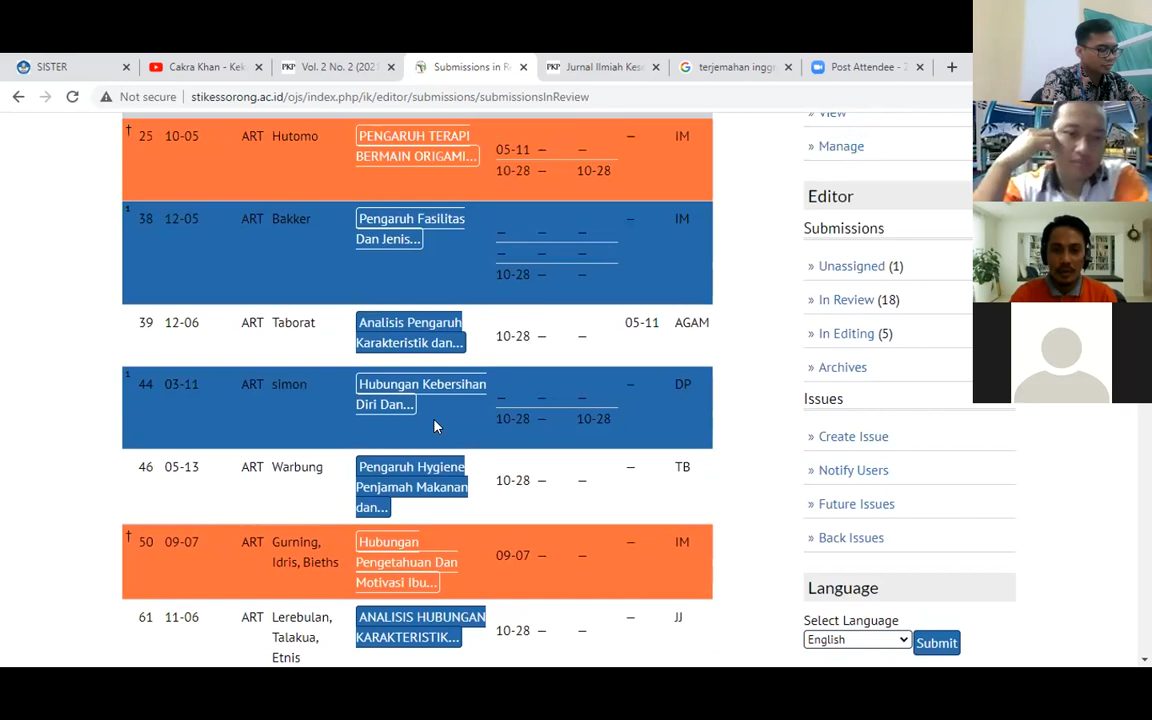 SISTER
Cakra Khan - Kek
Vol. 2 No. 2 (202
Submissions in R
Jurnal Ilmiah Kese
terjemahan inggr
Post Attendee - Z
Not secure
stikessorong.ac.id/ojs/index.php/ik/editor/submissions/submissionsInReview
† 25 10-05 ART Hutomo PENGARUH TERAPI — IM
BERMAIN ORIGAMI... 05-11 — —
10-28 — 10-28
1 38 12-05 ART Bakker Pengaruh Fasilitas — IM
Dan Jenis... — — —
— — —
10-28 — —
39 12-06 ART Taborat Analisis Pengaruh 05-11 AGAM
Karakteristik dan... 10-28 — —
1 44 03-11 ART simon Hubungan Kebersihan — DP
Diri Dan... — — —
10-28 — 10-28
46 05-13 ART Warbung Pengaruh Hygiene — TB
Penjamah Makanan 10-28 — —
dan...
† 50 09-07 ART Gurning, Hubungan — IM
Idris, Bieths Pengetahuan Dan 09-07 — —
Motivasi Ibu...
61 11-06 ART Lerebulan, ANALISIS HUBUNGAN — JJ
Talakua, KARAKTERISTIK... 10-28 — —
Etnis
» View
» Manage
Editor
Submissions
» Unassigned (1)
» In Review (18)
» In Editing (5)
» Archives
Issues
» Create Issue
» Notify Users
» Future Issues
» Back Issues
Language
Select Language
English
Submit